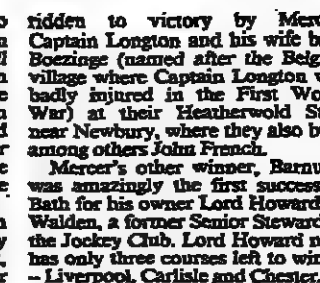 ridden to victory by Merc
Captain Longton and his wife b
Boezinge (named after the Belg
village where Captain Longton w
badly injured in the First Wo
War) at their Heatherwold St
near Newbury, where they also b
among others John French.
Mercer's other winner, Barnu
was amazingly the first success
Bath for his owner Lord Howard
Walden, a former Senior Steward
the Jockey Club. Lord Howard n
has only three courses left to win
– Liverpool, Carlisle and Chester.